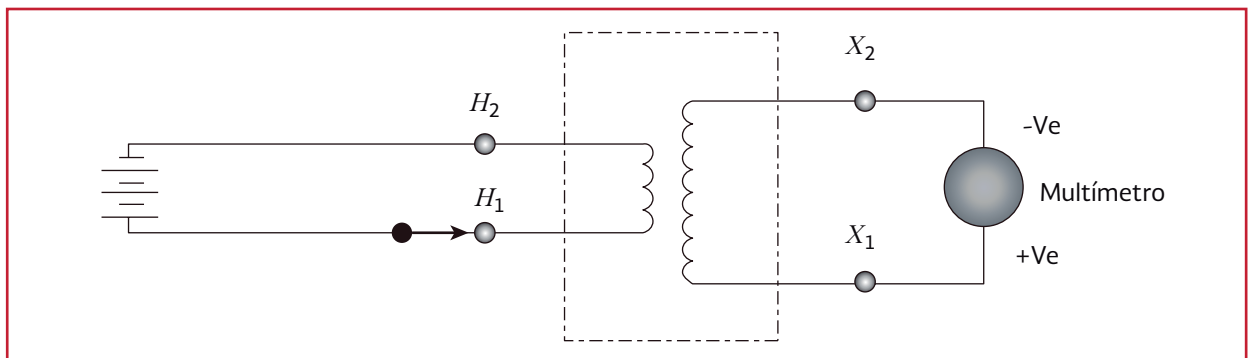 X₂
H₂
-Ve
Multímetro
H₁
X₁
+Ve